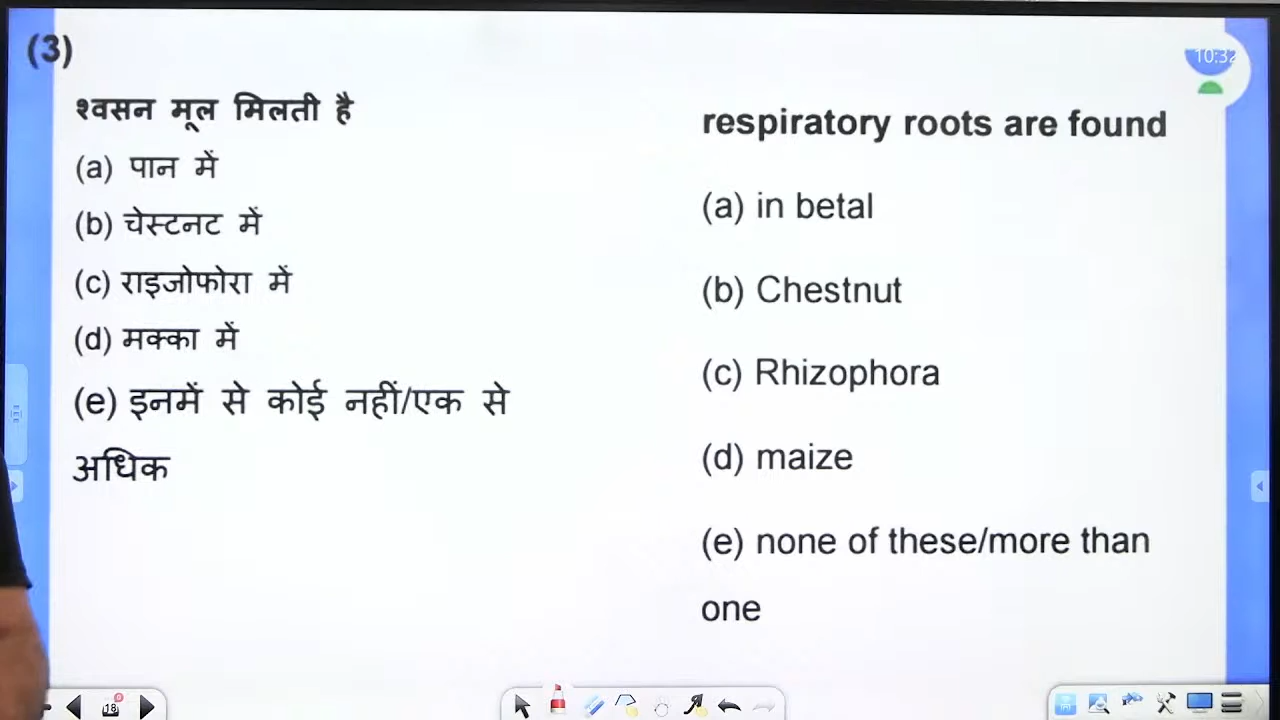 (3)
10:32
श्वसन मूल मिलती है
(a) पान में
(b) चेस्टनट में
(c) राइजोफोरा में
(d) मक्का में
(e) इनमें से कोई नहीं/एक से
अधिक
respiratory roots are found
(a) in betal
(b) Chestnut
(c) Rhizophora
(d) maize
(e) none of these/more than
one
18